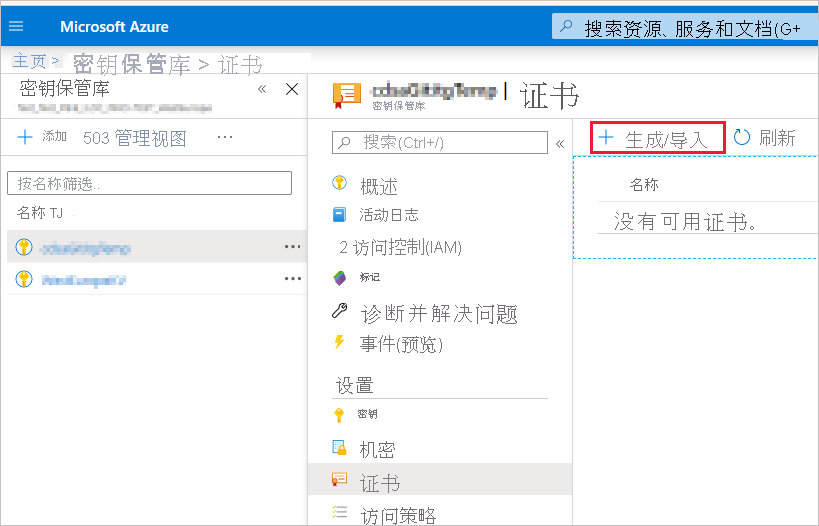 Microsoft Azure
搜索资源、服务和文档(G+
主页 > 密钥保管库 > 证书
密钥保管库
添加 503 管理视图 ...
按名称筛选..
名称 TJ
证书
密钥保管库
搜索(Ctrl+/)
概述
活动日志
2 访问控制(IAM)
标记
诊断并解决问题
事件(预览)
设置
密钥
机密
证书
访问策略
生成/导入
刷新
名称
没有可用证书。